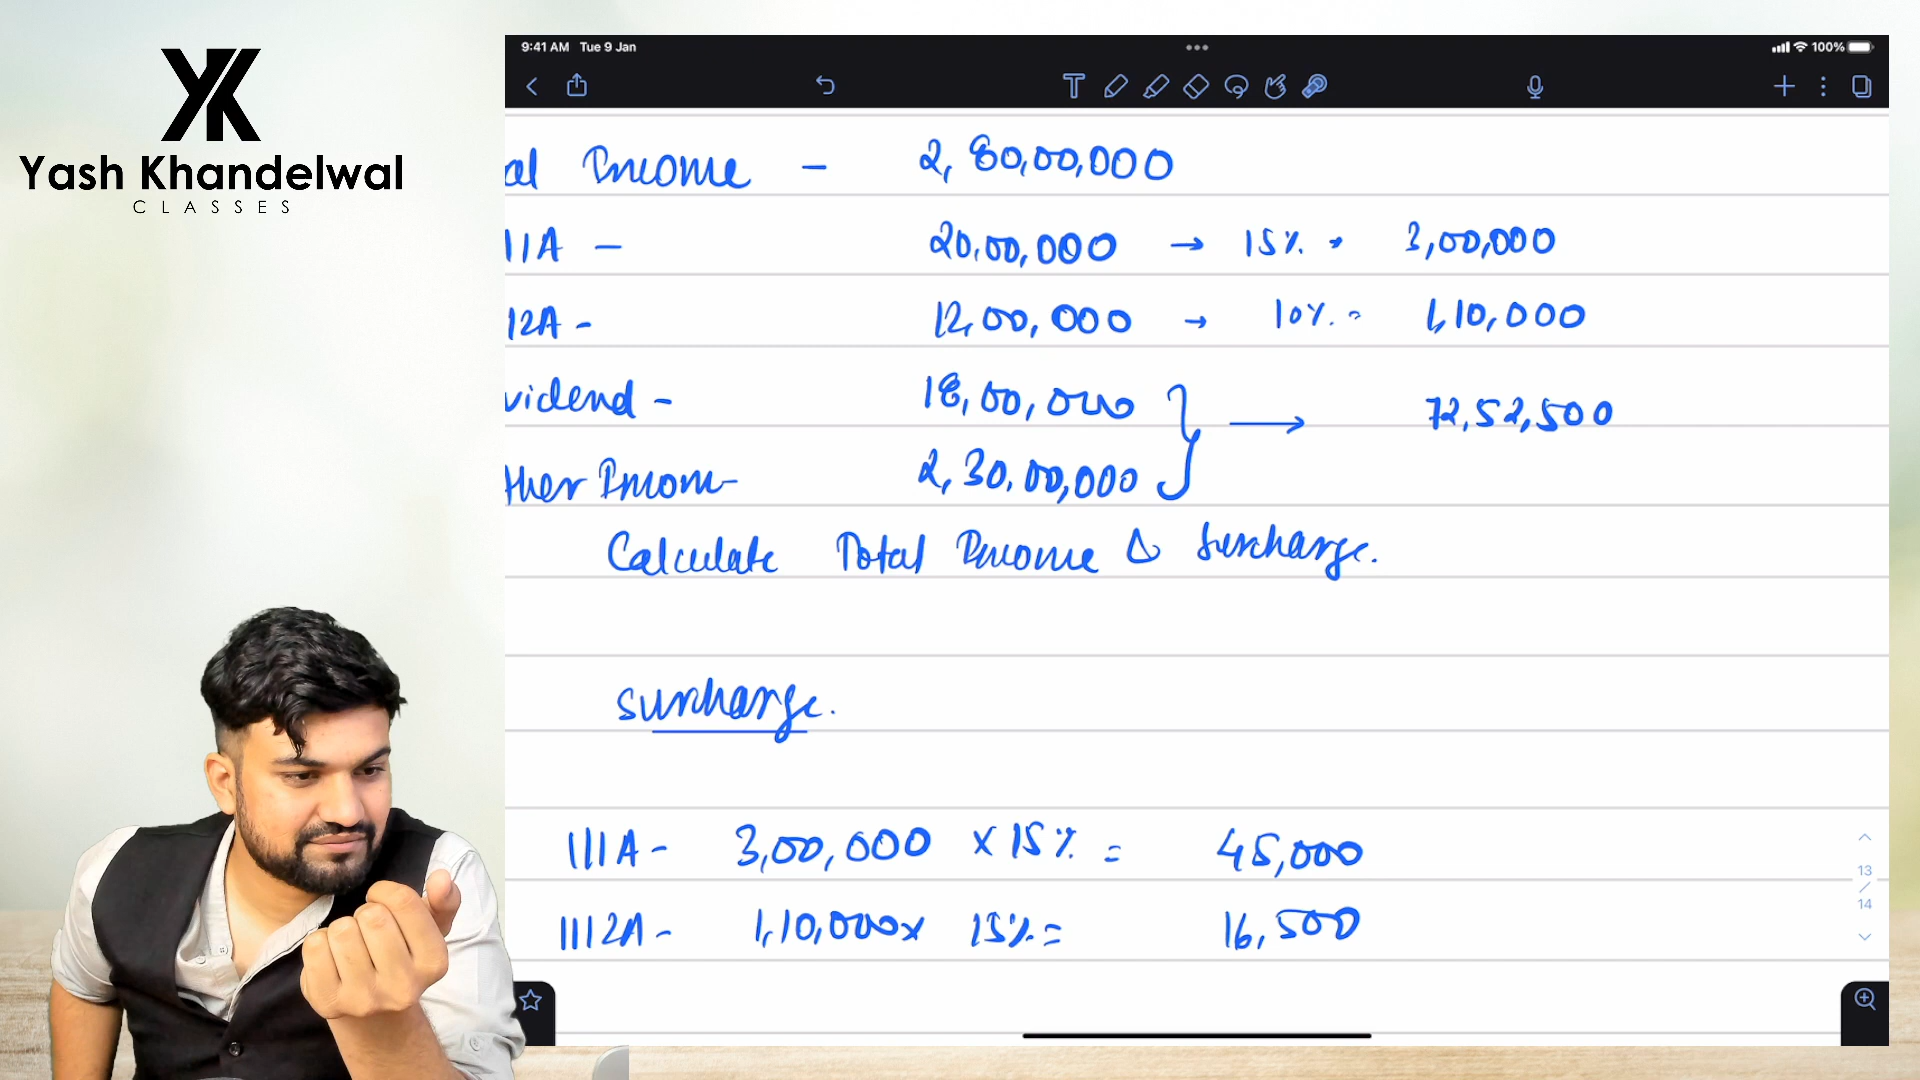 YK
Yash Khandelwal
CLASSES
9:41 AM Tue 9 Jan
100%
al Income - 2,80,00,000
11A - 20,00,000 → 15% = 3,00,000
12A - 12,00,000 → 10% = 1,10,000
vidend - 18,00,000 → 72,52,500
ther Income - 2,30,00,000
Calculate Total Income & Surcharge.
Surcharge.
111A - 3,00,000 x 15% = 45,000
1112A - 1,10,000 x 15% = 16,500
13
/
14